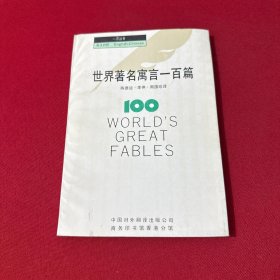 世界著名寓言一百篇
100
WORLD'S
GREAT
FABLES
中国对外翻译出版公司
商务印书馆香港分馆